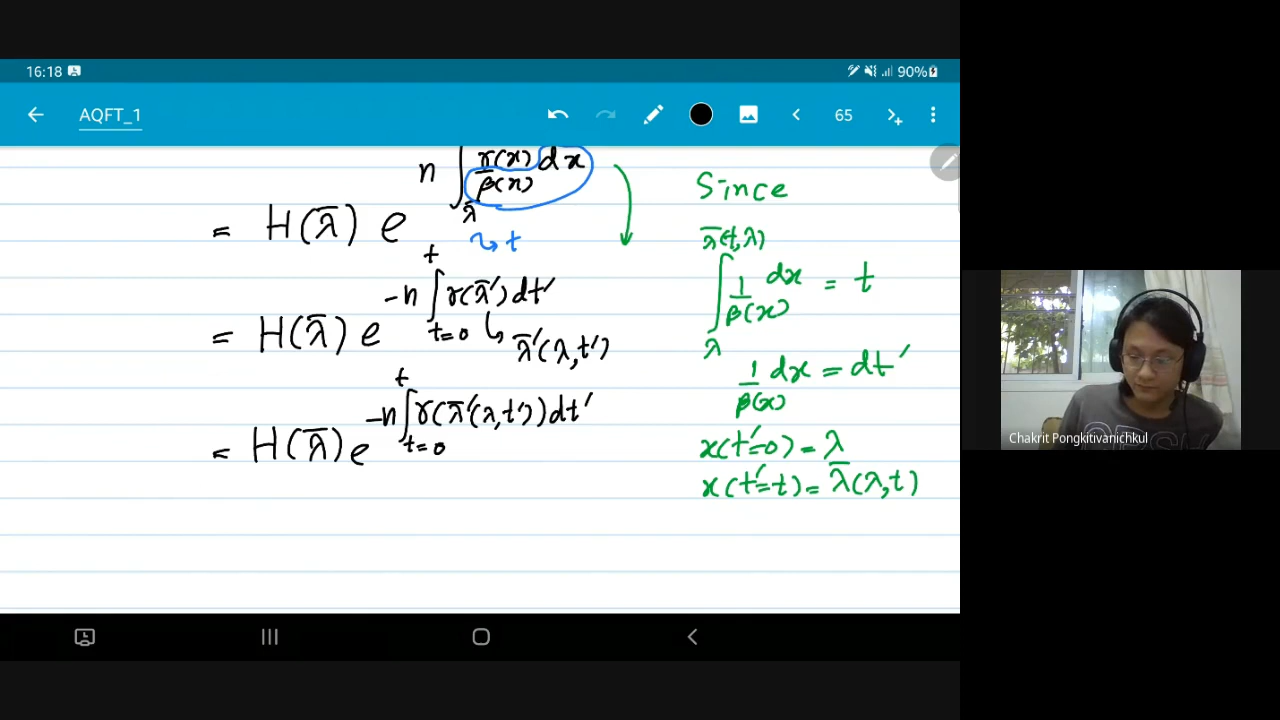 16:18 90%
AQFT_1 65
n ∫_λ̄ γ(x)/β(x) dx
= H(λ̄) e
↝ t
-n ∫_{t=0}^{t} γ(λ̄′) dt′
= H(λ̄) e
λ̄′(λ,t′)
-n ∫_{t=0}^{t} γ(λ̄′(λ,t′)) dt′
= H(λ̄) e
Since
∫_λ^{λ̄(t,λ)} 1/β(x) dx = t
1/β(x) dx = dt′
x(t′=0) = λ
x(t′=t) = λ̄(λ,t)
Chakrit Pongkitivanichkul